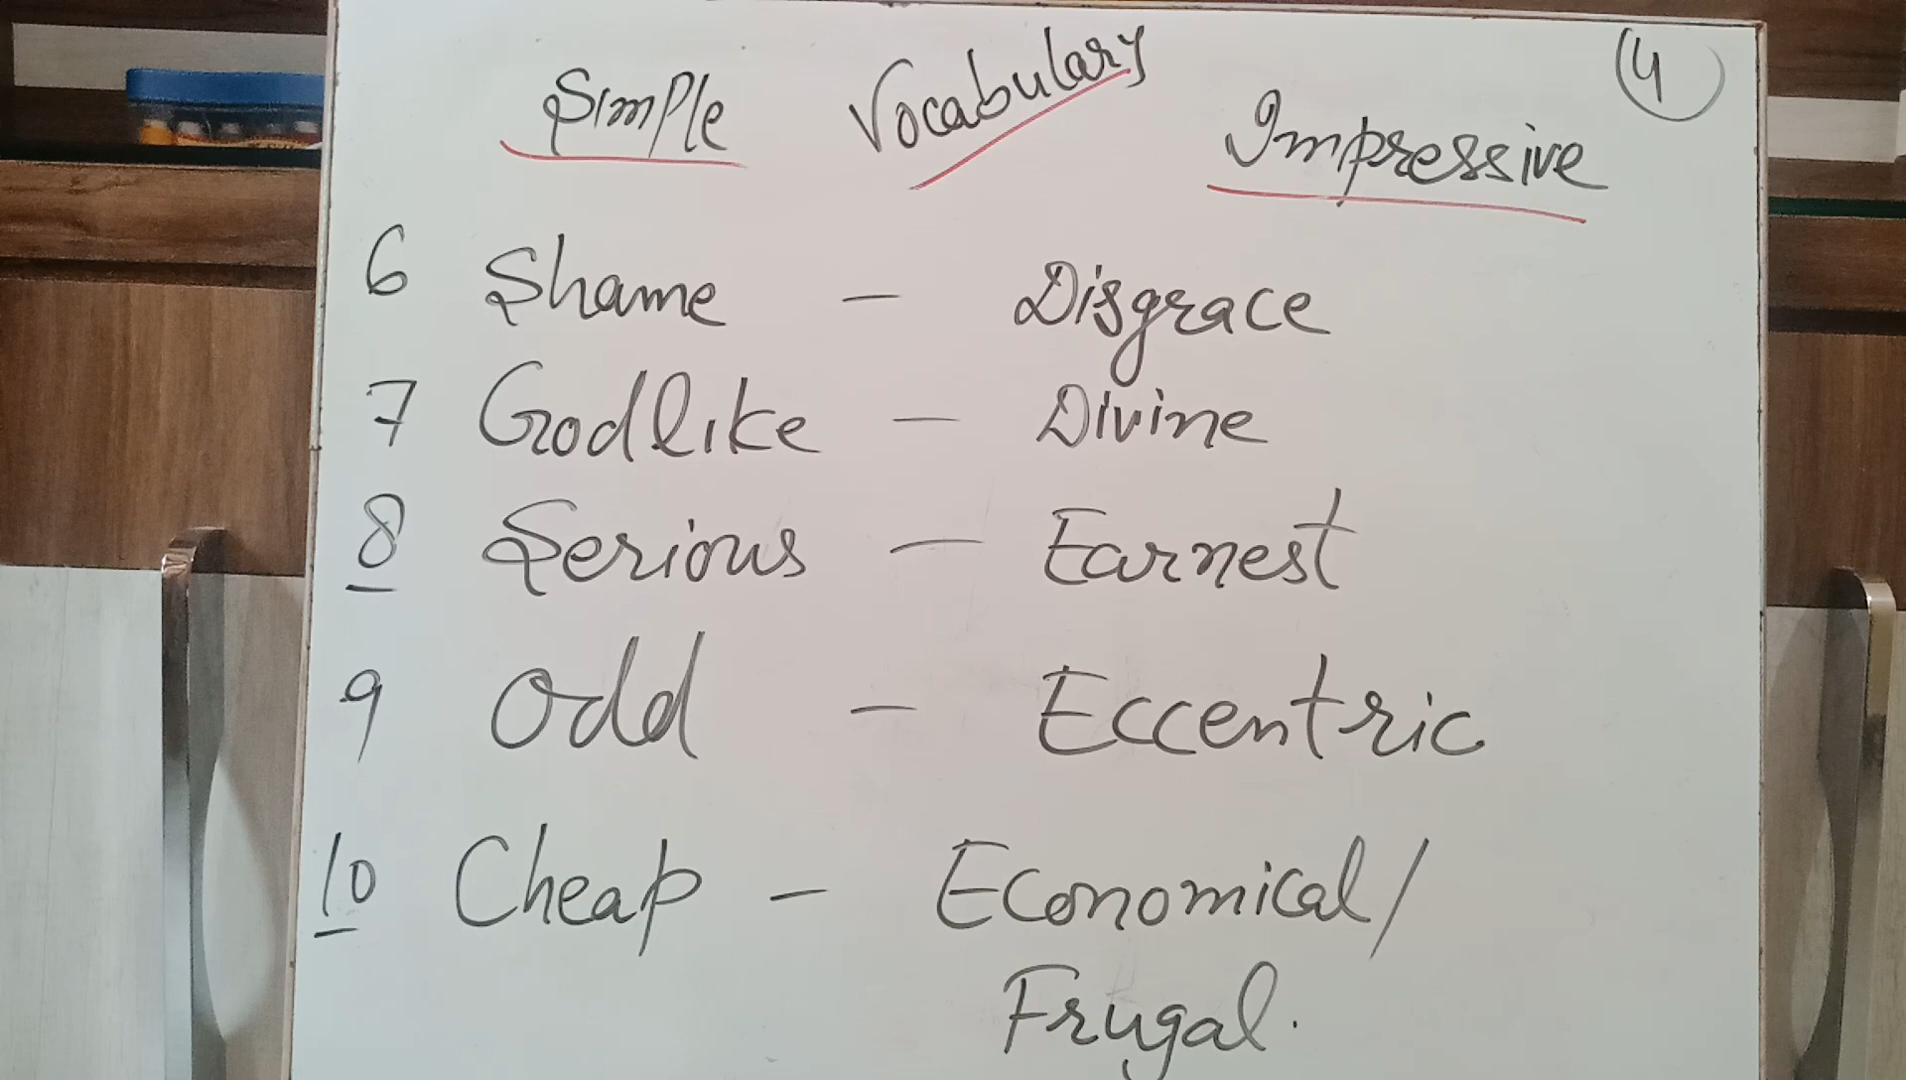 Simple Vocabulary Impressive 4
6 Shame - Disgrace
7 Godlike - Divine
8 Serious - Earnest
9 Odd - Eccentric
10 Cheap - Economical/
Frugal.